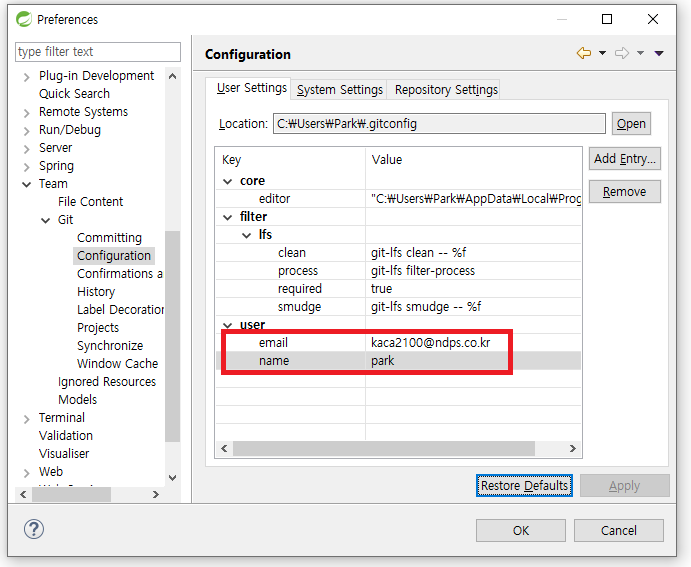 Preferences
type filter text
Plug-in Development
Quick Search
Remote Systems
Run/Debug
Server
Spring
Team
File Content
Git
Committing
Configuration
Confirmations a
History
Label Decoration
Projects
Synchronize
Window Cache
Ignored Resources
Models
Terminal
Validation
Visualiser
Web
Configuration
User Settings System Settings Repository Settings
Location: C:₩Users₩Park₩.gitconfig Open
Key Value
Add Entry...
Remove
core
editor "C:₩Users₩Park₩AppData₩Local₩Prog
filter
lfs
clean git-lfs clean -- %f
process git-lfs filter-process
required true
smudge git-lfs smudge -- %f
user
email kaca2100@ndps.co.kr
name park
Restore Defaults Apply
? OK Cancel